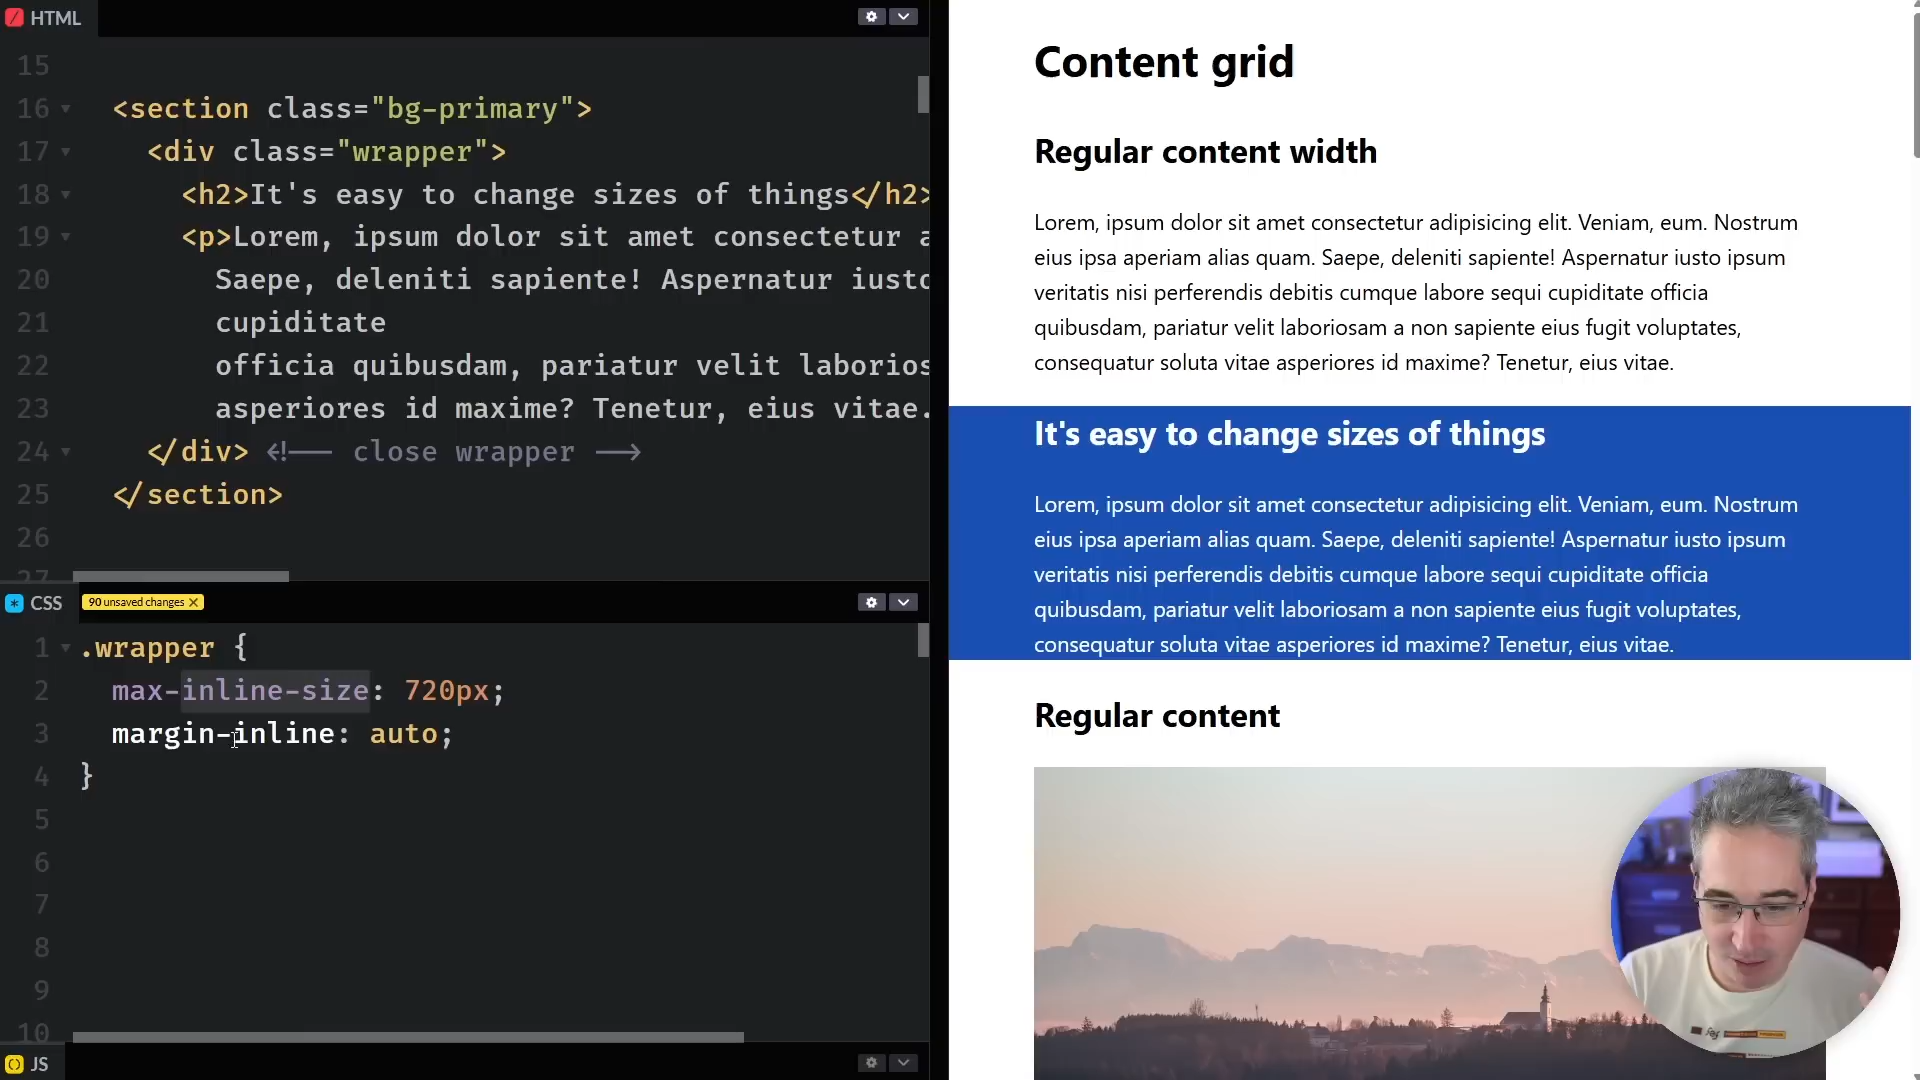 HTML
15
16 <section class="bg-primary">
17 <div class="wrapper">
18 <h2>It's easy to change sizes of things</h2>
19 <p>Lorem, ipsum dolor sit amet consectetur a
20 Saepe, deleniti sapiente! Aspernatur iusto
21 cupiditate
22 officia quibusdam, pariatur velit laborios
23 asperiores id maxime? Tenetur, eius vitae.
24 </div> <!-- close wrapper -->
25 </section>
26
27
CSS 90 unsaved changes X
1 .wrapper {
2 max-inline-size: 720px;
3 margin-inline: auto;
4 }
5
6
7
8
9
10
JS
Content grid
Regular content width
Lorem, ipsum dolor sit amet consectetur adipisicing elit. Veniam, eum. Nostrum
eius ipsa aperiam alias quam. Saepe, deleniti sapiente! Aspernatur iusto ipsum
veritatis nisi perferendis debitis cumque labore sequi cupiditate officia
quibusdam, pariatur velit laboriosam a non sapiente eius fugit voluptates,
consequatur soluta vitae asperiores id maxime? Tenetur, eius vitae.
It's easy to change sizes of things
Lorem, ipsum dolor sit amet consectetur adipisicing elit. Veniam, eum. Nostrum
eius ipsa aperiam alias quam. Saepe, deleniti sapiente! Aspernatur iusto ipsum
veritatis nisi perferendis debitis cumque labore sequi cupiditate officia
quibusdam, pariatur velit laboriosam a non sapiente eius fugit voluptates,
consequatur soluta vitae asperiores id maxime? Tenetur, eius vitae.
Regular content